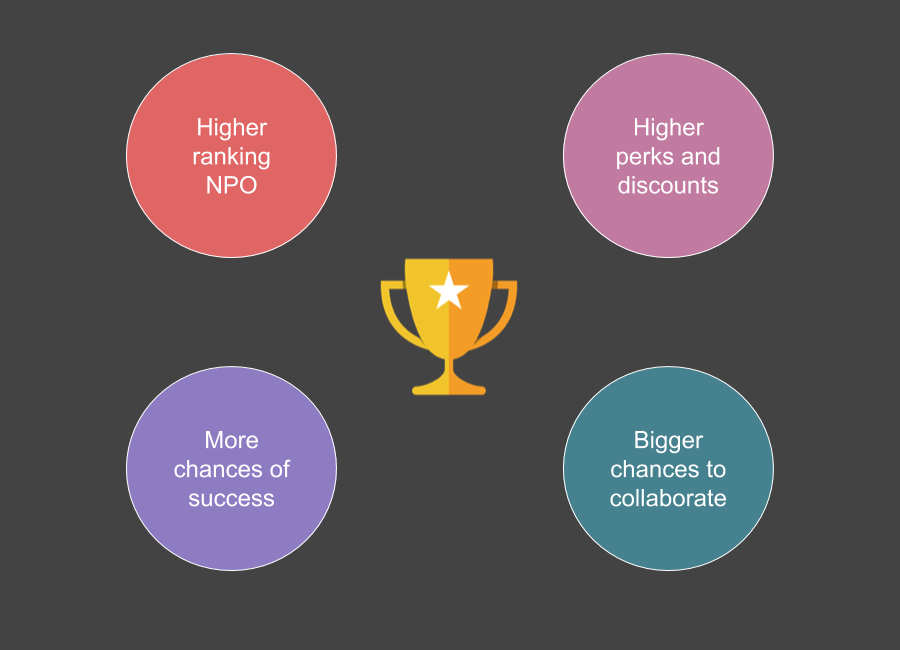 Higher
ranking
NPO
Higher
perks and
discounts
More
chances of
success
Bigger
chances to
collaborate